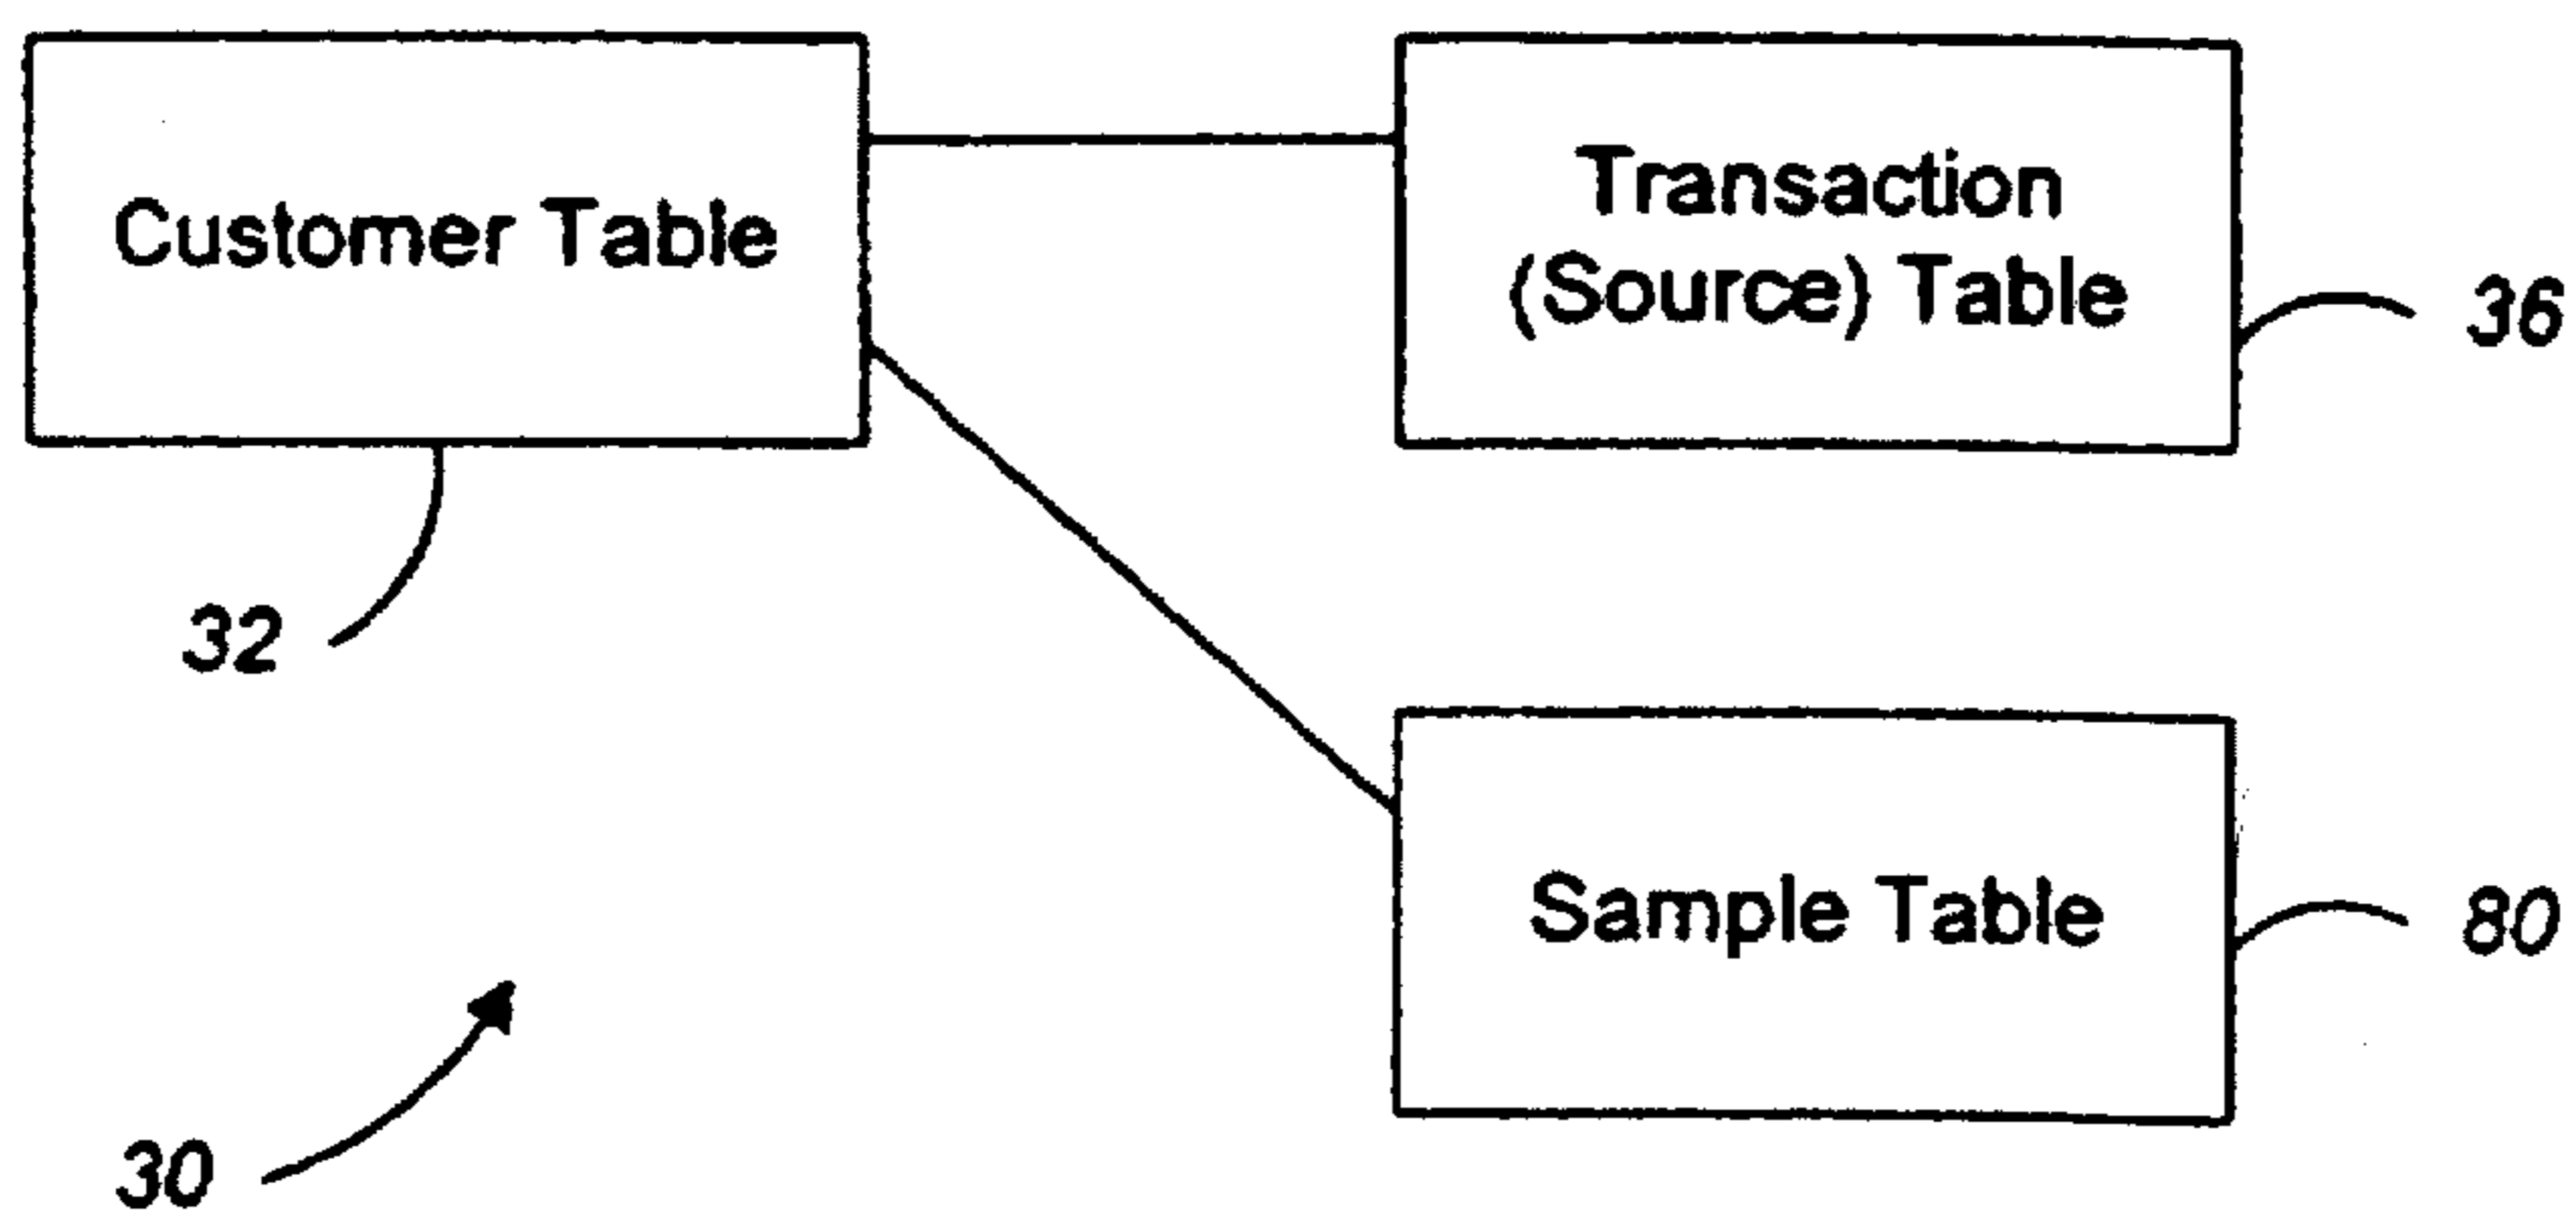 Customer Table
Transaction
(Source) Table
36
32
Sample Table
80
30